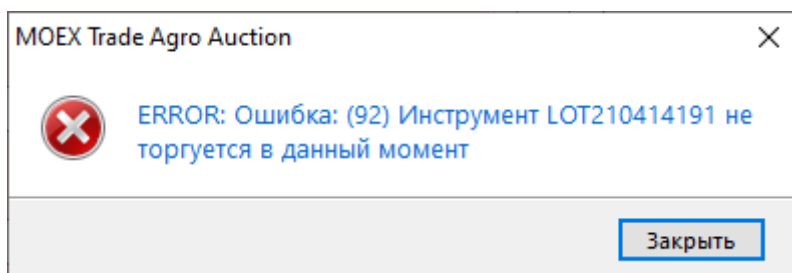 MOEX Trade Agro Auction
ERROR: Ошибка: (92) Инструмент LOT210414191 не
торгуется в данный момент
Закрыть